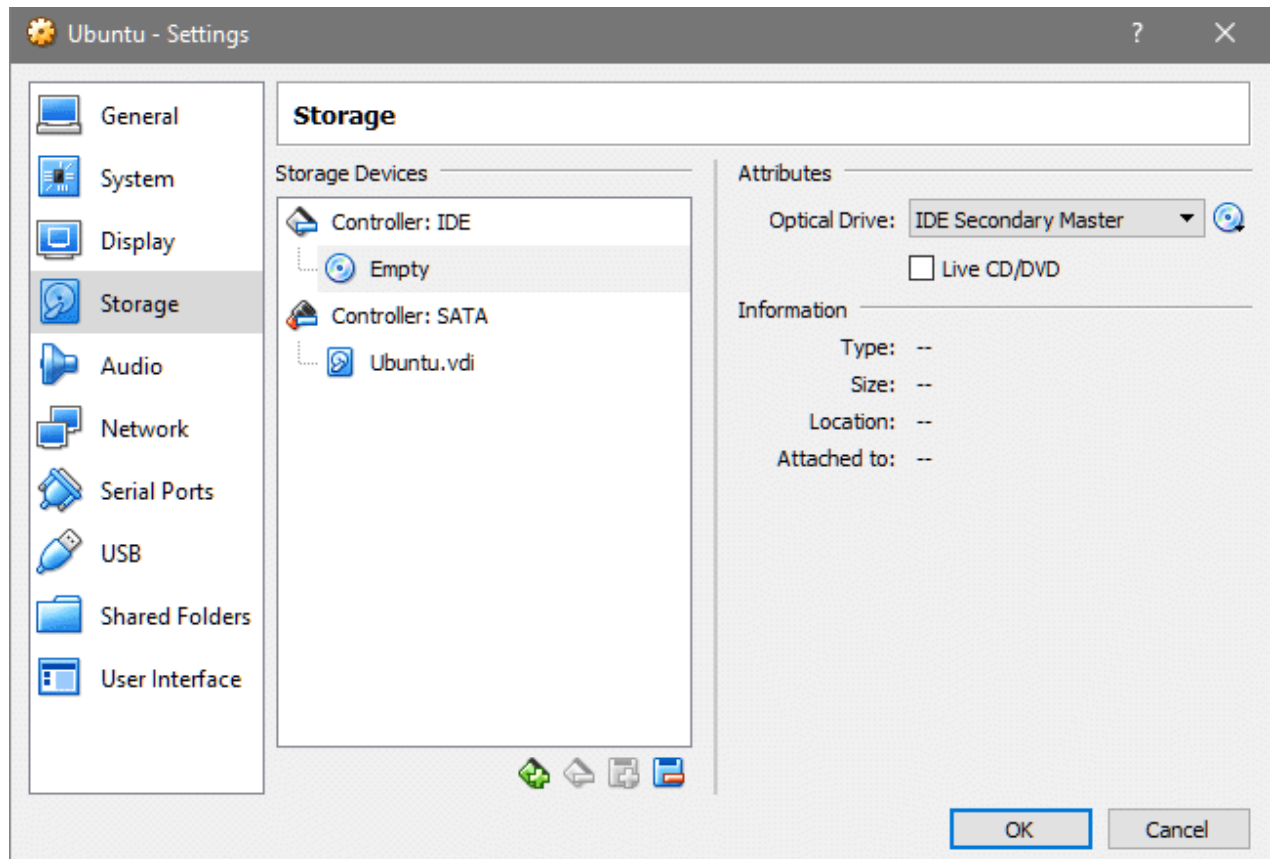 Ubuntu - Settings
General
System
Display
Storage
Audio
Network
Serial Ports
USB
Shared Folders
User Interface
Storage
Storage Devices
Controller: IDE
Empty
Controller: SATA
Ubuntu.vdi
Attributes
Optical Drive: IDE Secondary Master
Live CD/DVD
Information
Type: --
Size: --
Location: --
Attached to: --
OK Cancel